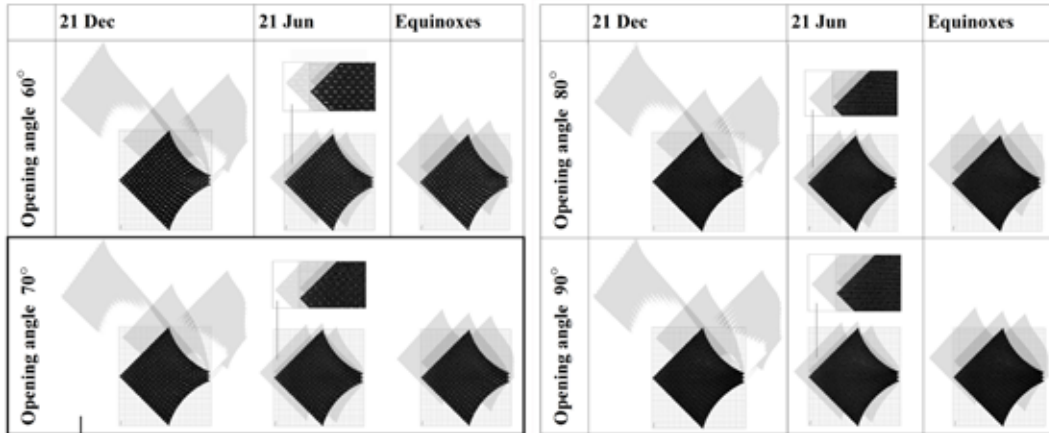 21 Dec 21 Jun Equinoxes
Opening angle 60°
Opening angle 70°
21 Dec 21 Jun Equinoxes
Opening angle 80°
Opening angle 90°